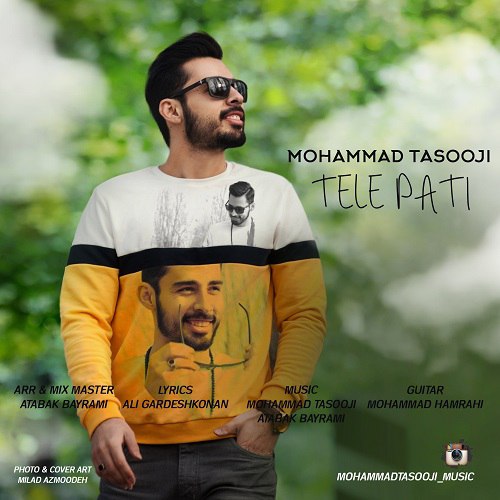 MOHAMMAD TASOOJI
TELE PATI
ARR & MIX MASTER
ATABAK BAYRAMI
LYRICS
ALI GARDESHKONAN
MUSIC
MOHAMMAD TASOOJI
ATABAK BAYRAMI
GUITAR
MOHAMMAD HAMRAHI
PHOTO & COVER ART
MILAD AZMOODEH
MOHAMMADTASOOJI_MUSIC